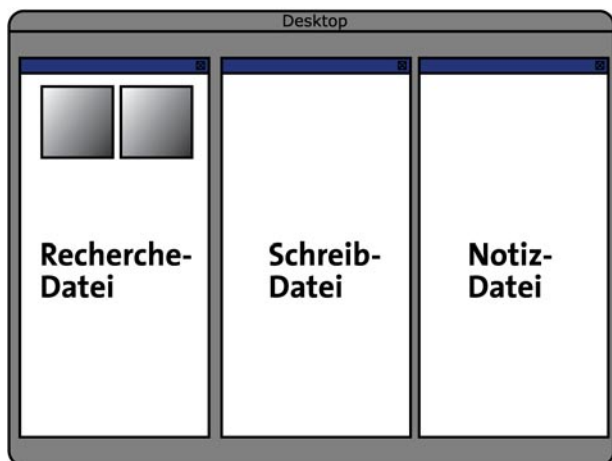 Desktop
Recherche-
Datei
Schreib-
Datei
Notiz-
Datei